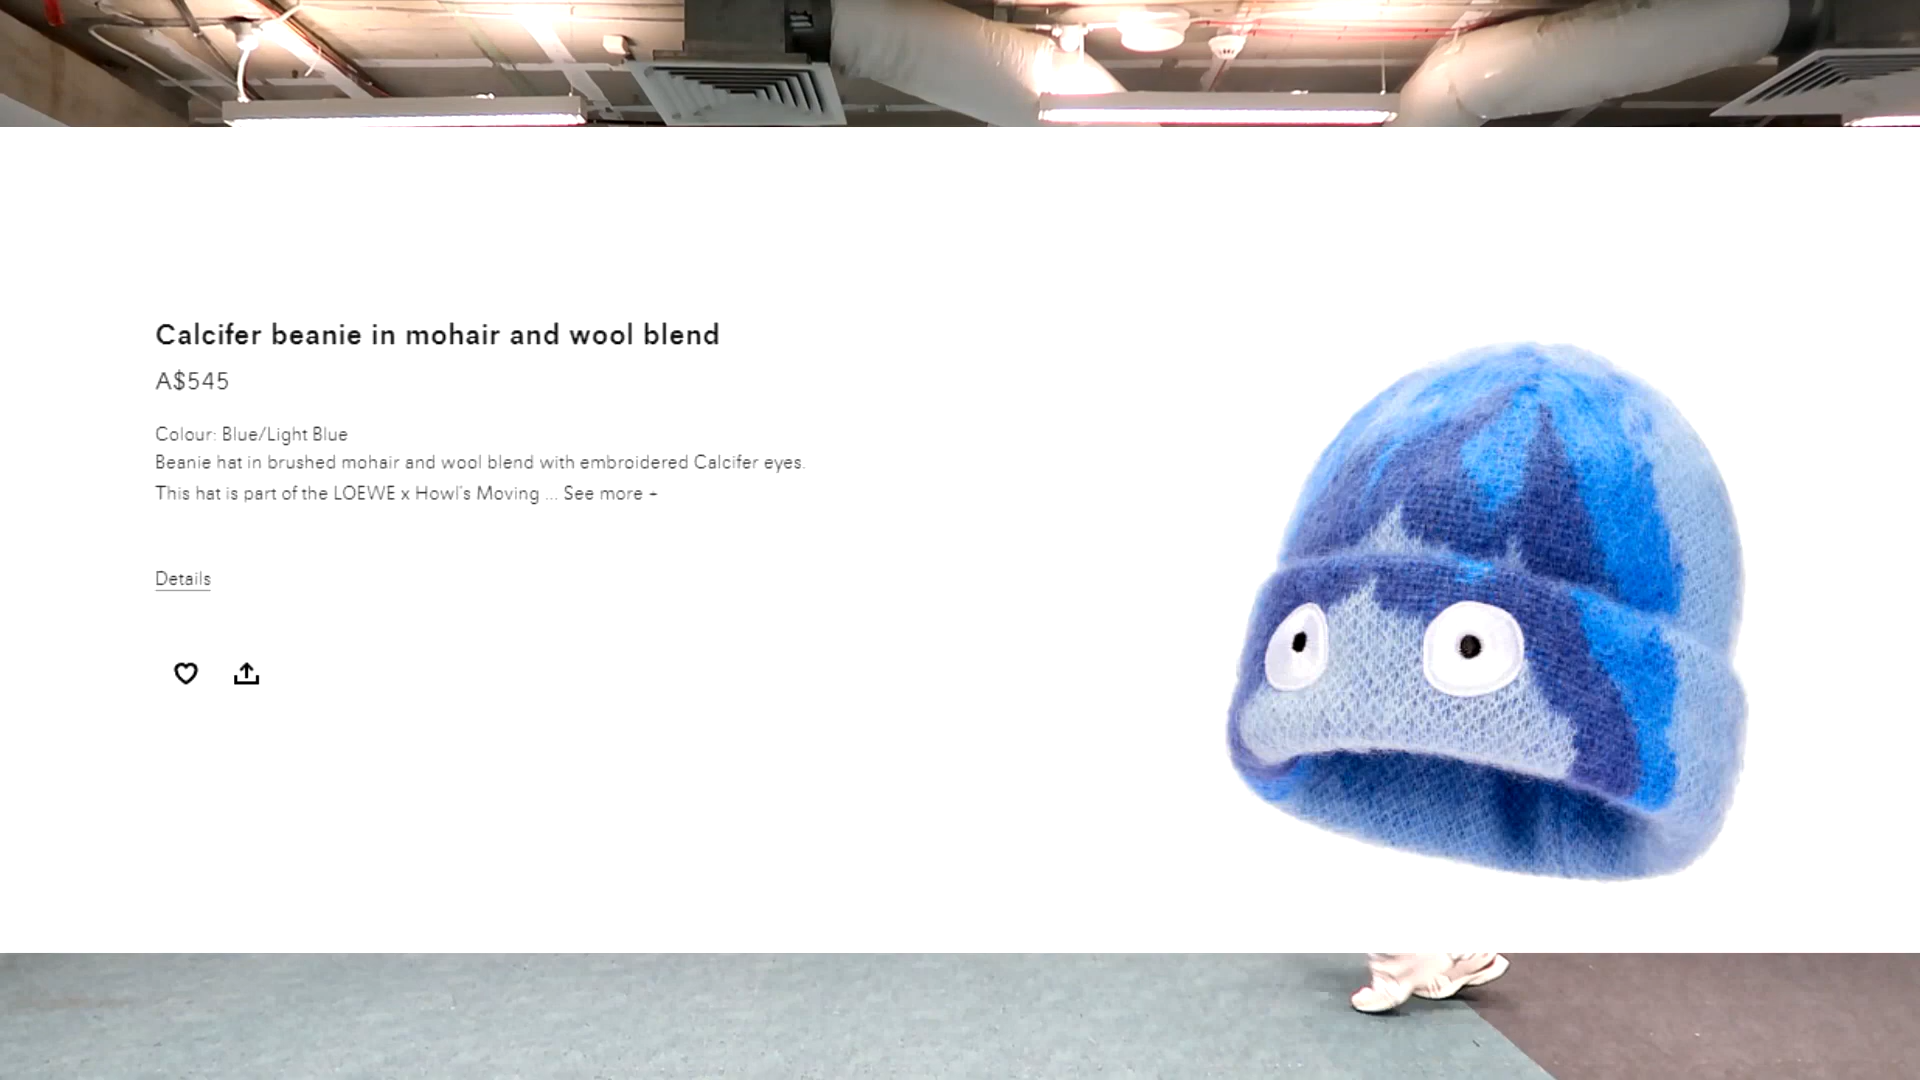 Calcifer beanie in mohair and wool blend
A$545
Colour: Blue/Light Blue
Beanie hat in brushed mohair and wool blend with embroidered Calcifer eyes.
This hat is part of the LOEWE x Howl's Moving ... See more +
Details